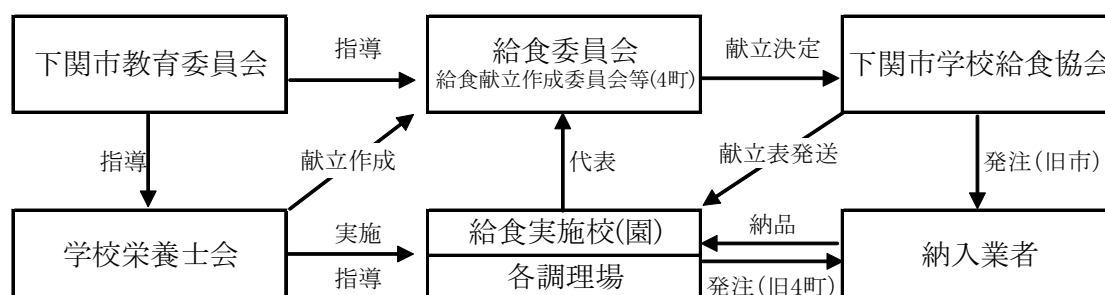 下関市教育委員会
指導
給食委員会
給食献立作成委員会等(4町)
献立決定
下関市学校給食協会
指導
献立作成
代表
献立表発送
発注(旧市)
学校栄養士会
実施
指導
給食実施校(園)
各調理場
納品
発注(旧4町)
納入業者